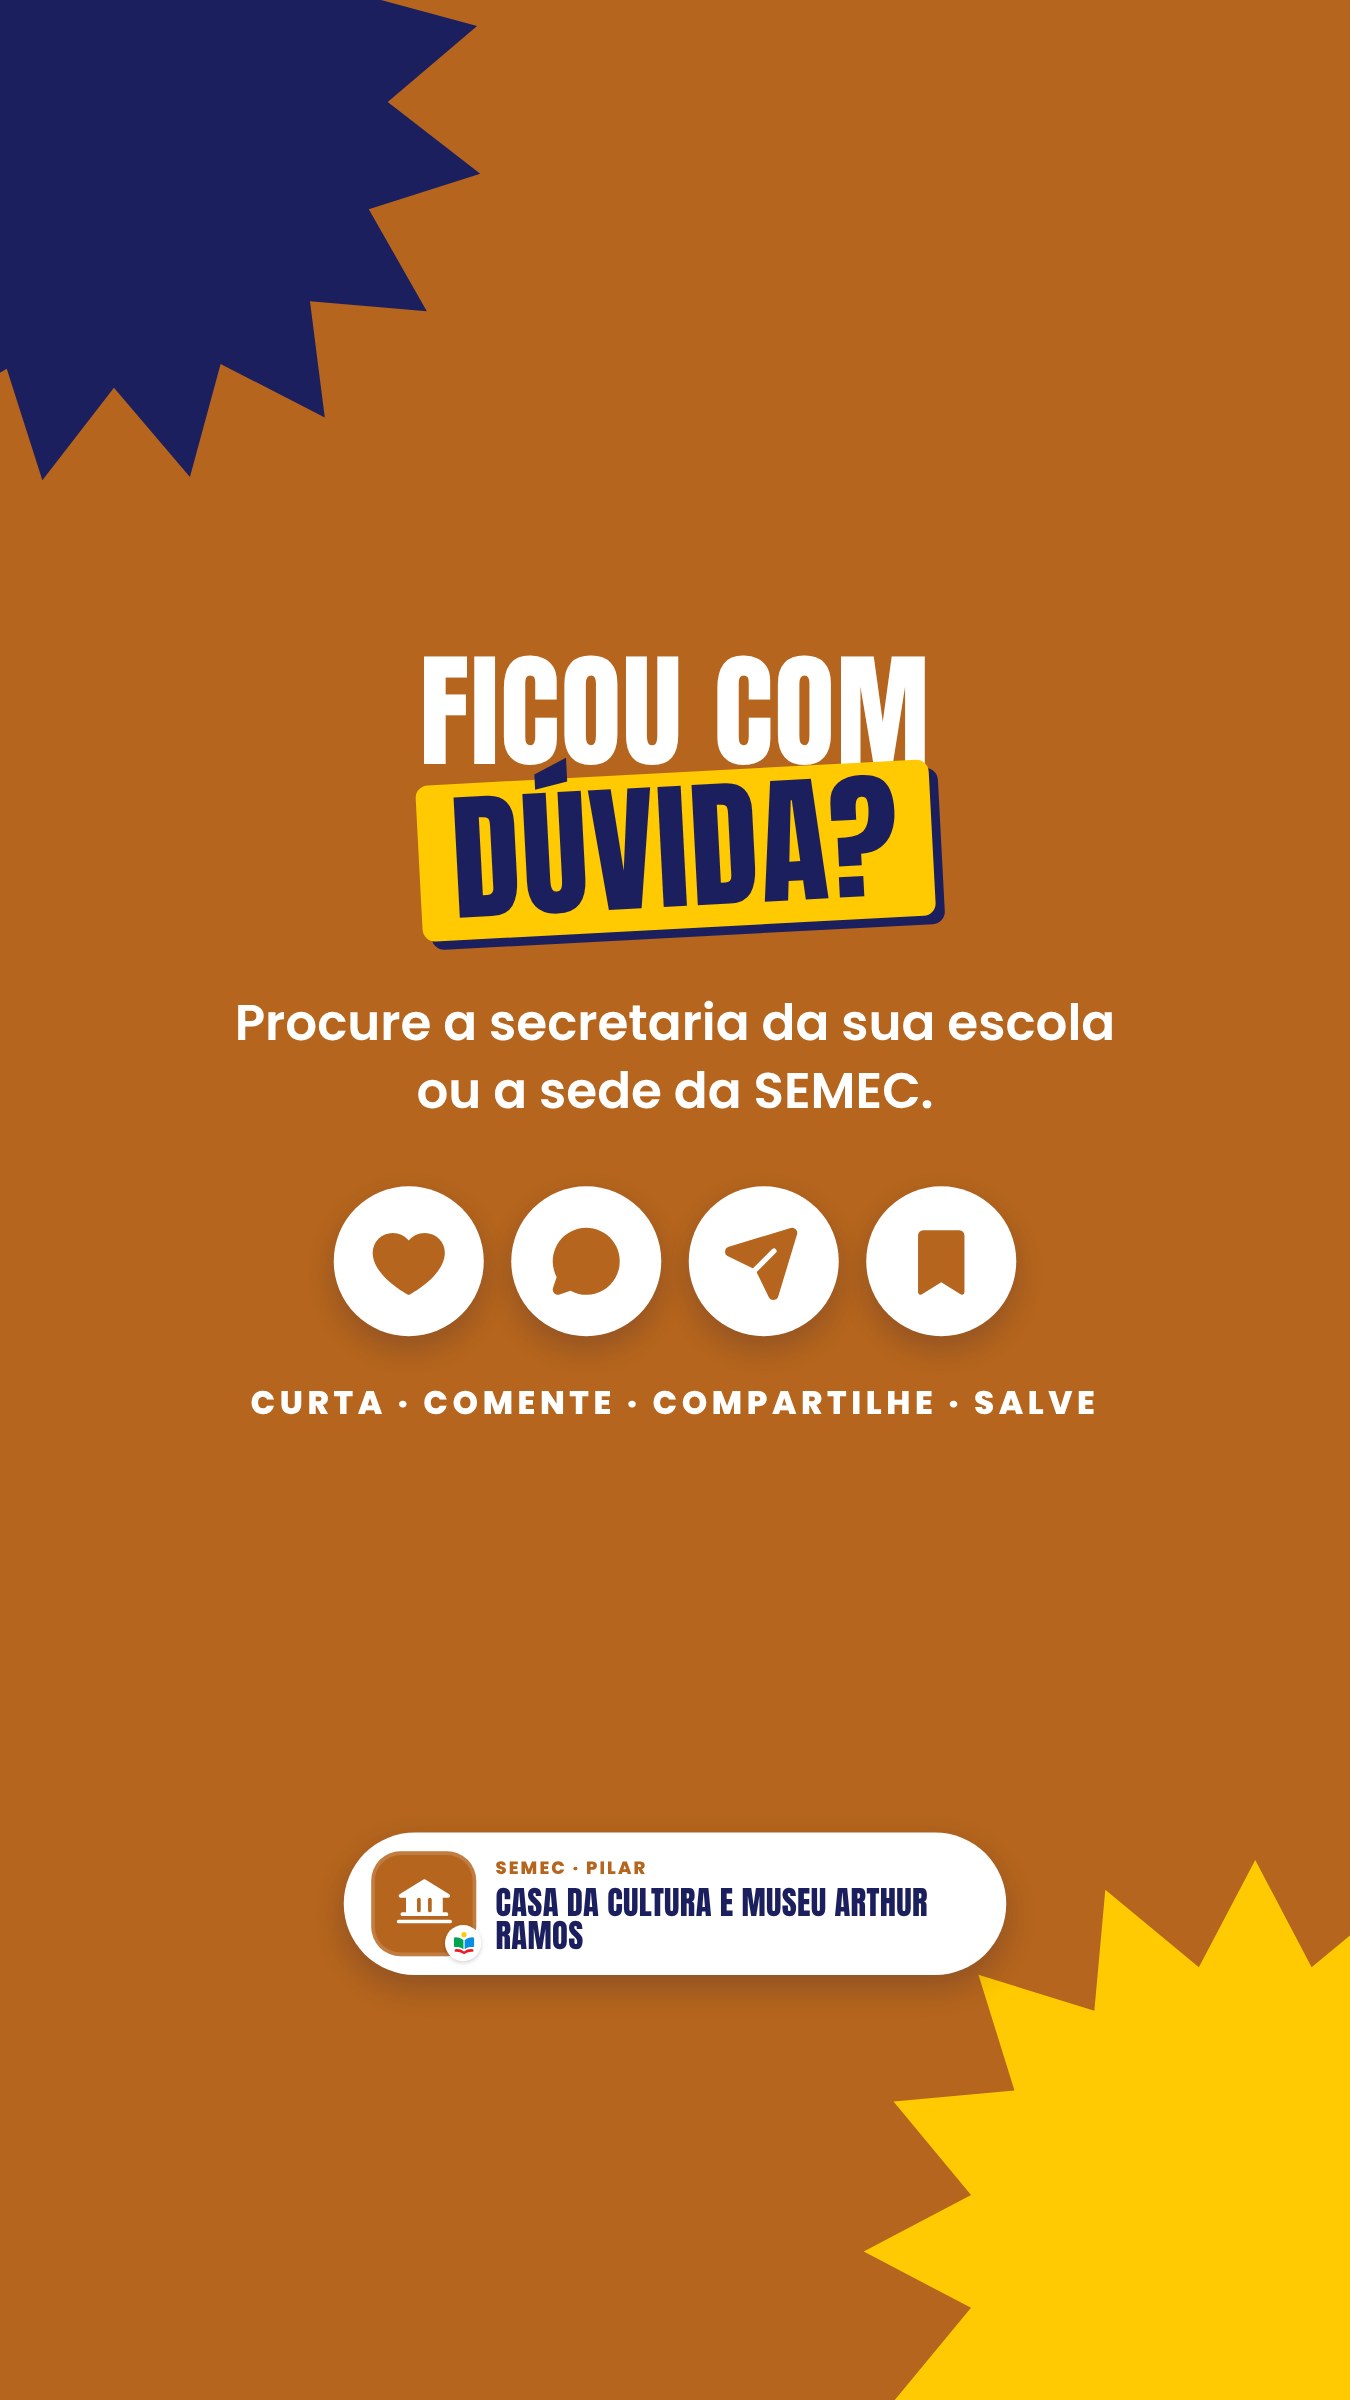 FICOU COM
DÚVIDA?
Procure a secretaria da sua escola
ou a sede da SEMEC.
CURTA · COMENTE · COMPARTILHE · SALVE
SEMEC · PILAR
CASA DA CULTURA E MUSEU ARTHUR
RAMOS